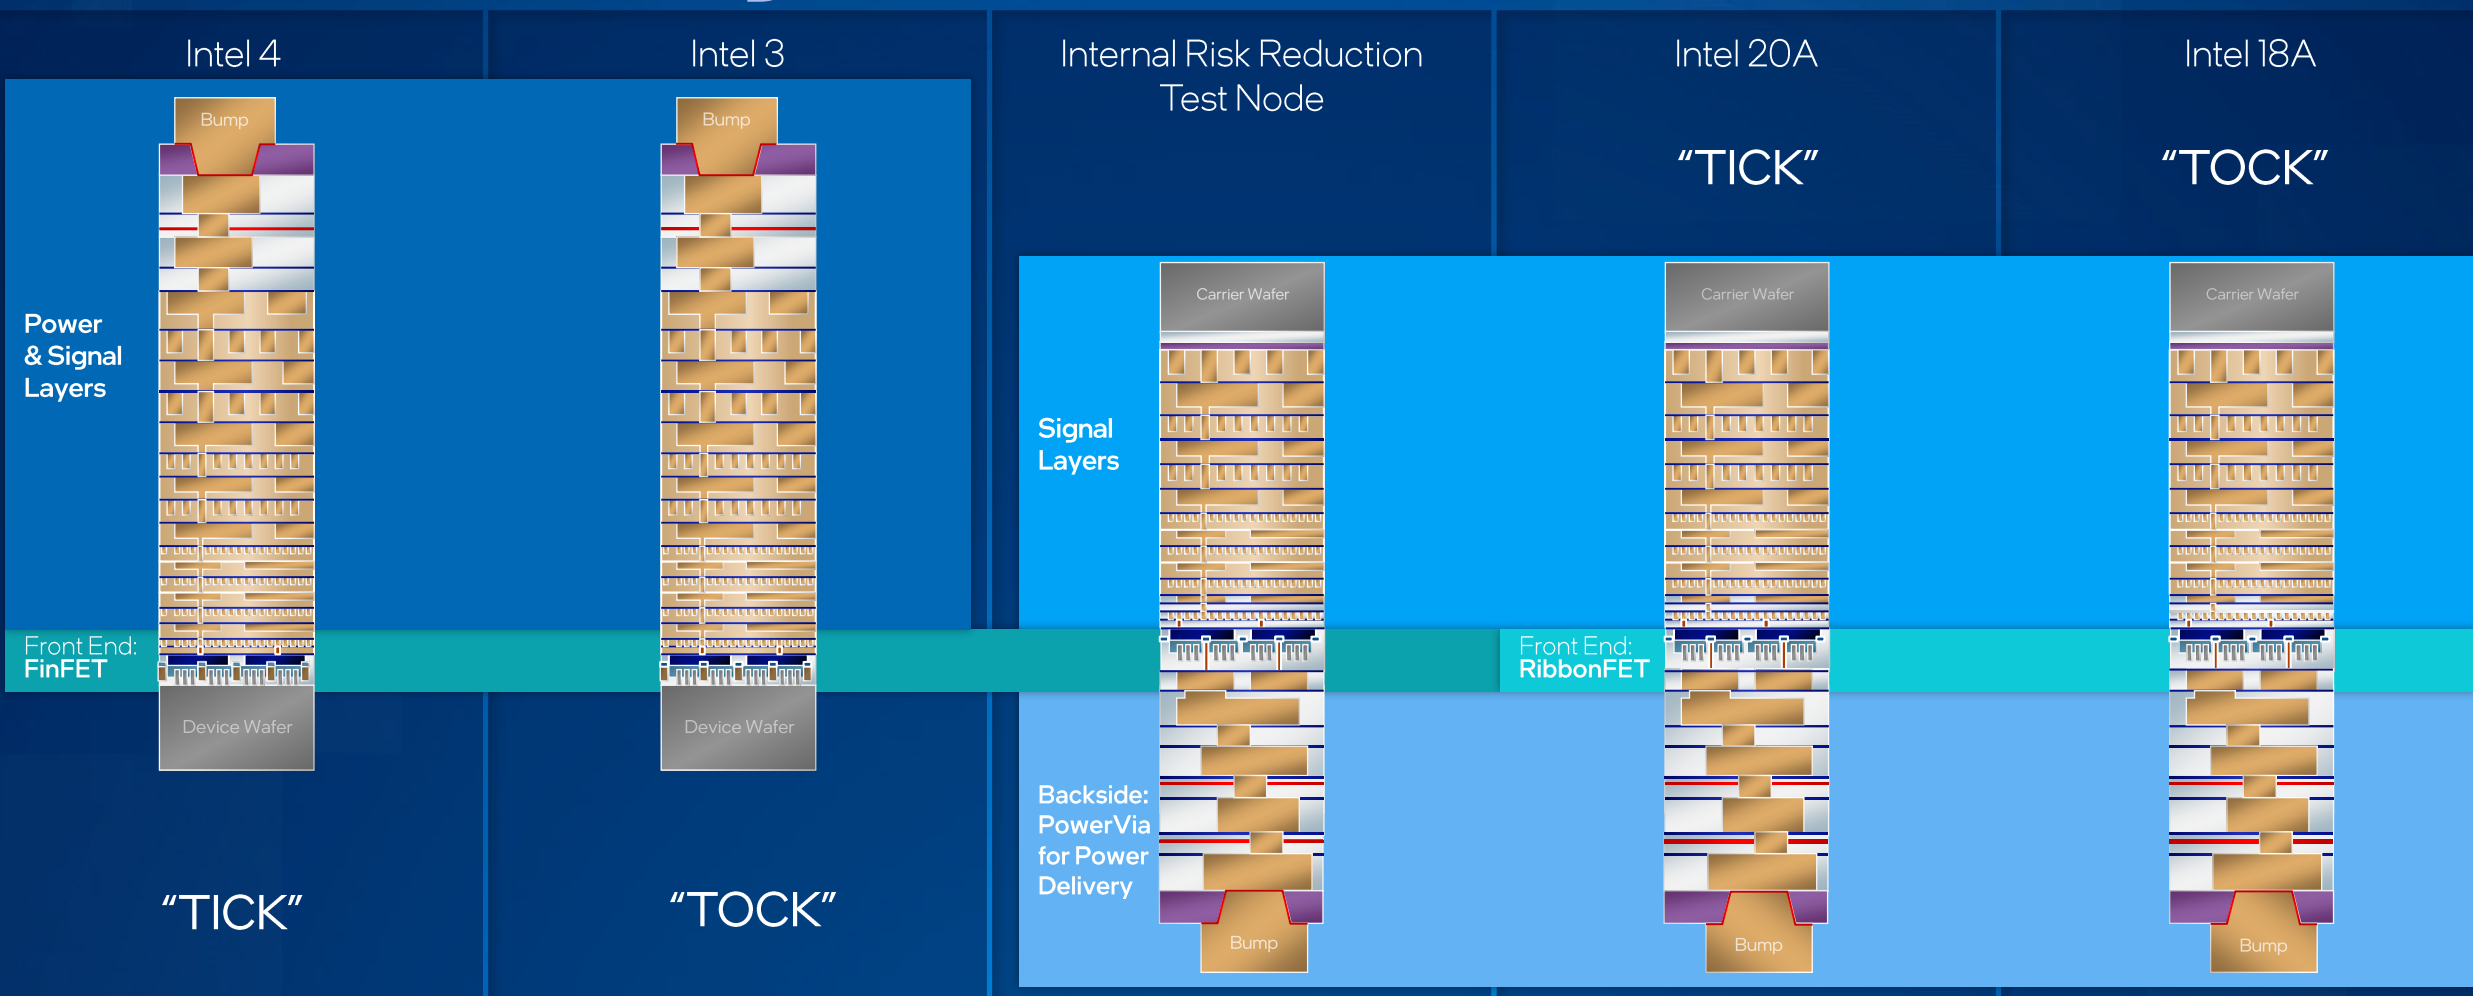 Intel 4
Intel 3
Internal Risk Reduction
Test Node
Intel 20A
Intel 18A
"TICK"
"TOCK"
Bump
Bump
Carrier Wafer
Carrier Wafer
Carrier Wafer
Power
& Signal
Layers
Signal
Layers
Front End:
FinFET
Front End:
RibbonFET
Device Wafer
Device Wafer
Backside:
PowerVia
for Power
Delivery
"TICK"
"TOCK"
Bump
Bump
Bump